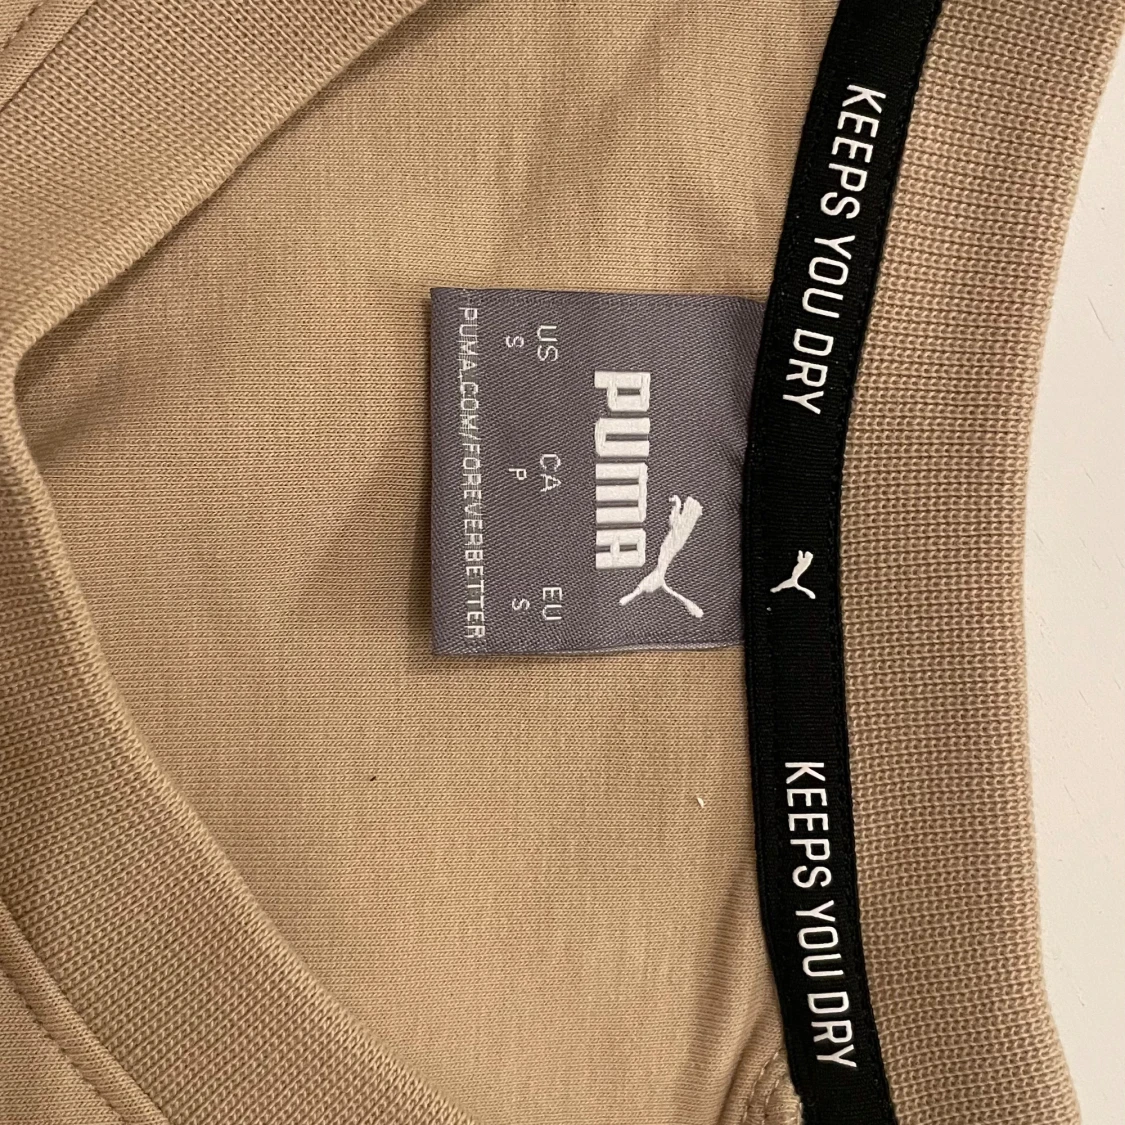 KEEPS YOU DRY
PUMA
US CA EU
S P S
PUMA.COM/FOREVERBETTER
KEEPS YOU DRY